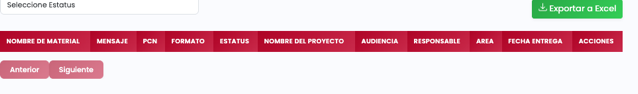 Seleccione Estatus
Exportar a Excel
NOMBRE DE MATERIAL MENSAJE PCN FORMATO ESTATUS NOMBRE DEL PROYECTO AUDIENCIA RESPONSABLE AREA FECHA ENTREGA ACCIONES
Anterior Siguiente